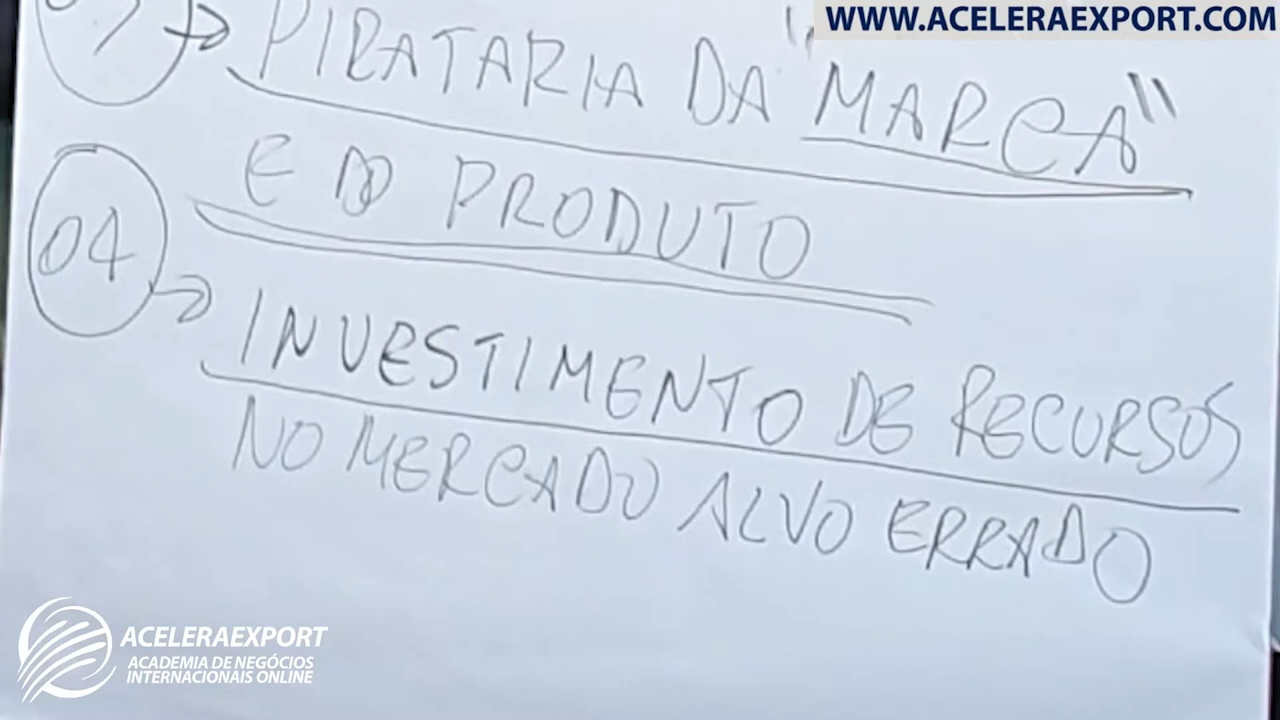 WWW.ACELERAEXPORT.COM
→ PIRATARIA DA "MARCA"
E DO PRODUTO
04 → INVESTIMENTO DE RECURSOS
NO MERCADO ALVO ERRADO
ACELERAEXPORT
ACADEMIA DE NEGÓCIOS
INTERNACIONAIS ONLINE